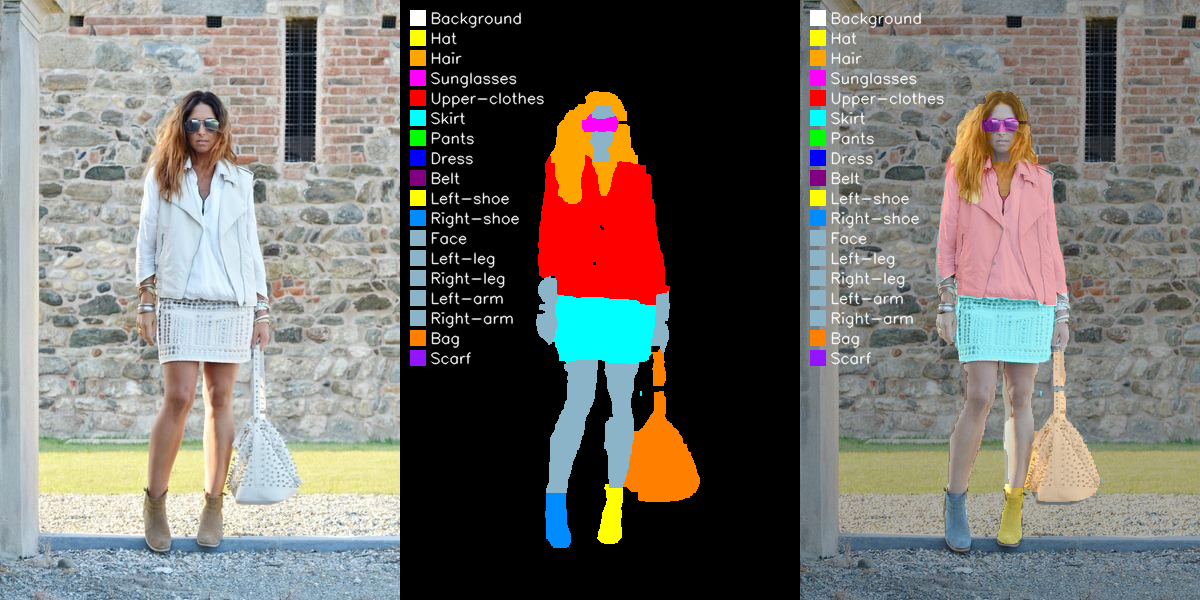 Background
Hat
Hair
Sunglasses
Upper-clothes
Skirt
Pants
Dress
Belt
Left-shoe
Right-shoe
Face
Left-leg
Right-leg
Left-arm
Right-arm
Bag
Scarf
Background
Hat
Hair
Sunglasses
Upper-clothes
Skirt
Pants
Dress
Belt
Left-shoe
Right-shoe
Face
Left-leg
Right-leg
Left-arm
Right-arm
Bag
Scarf